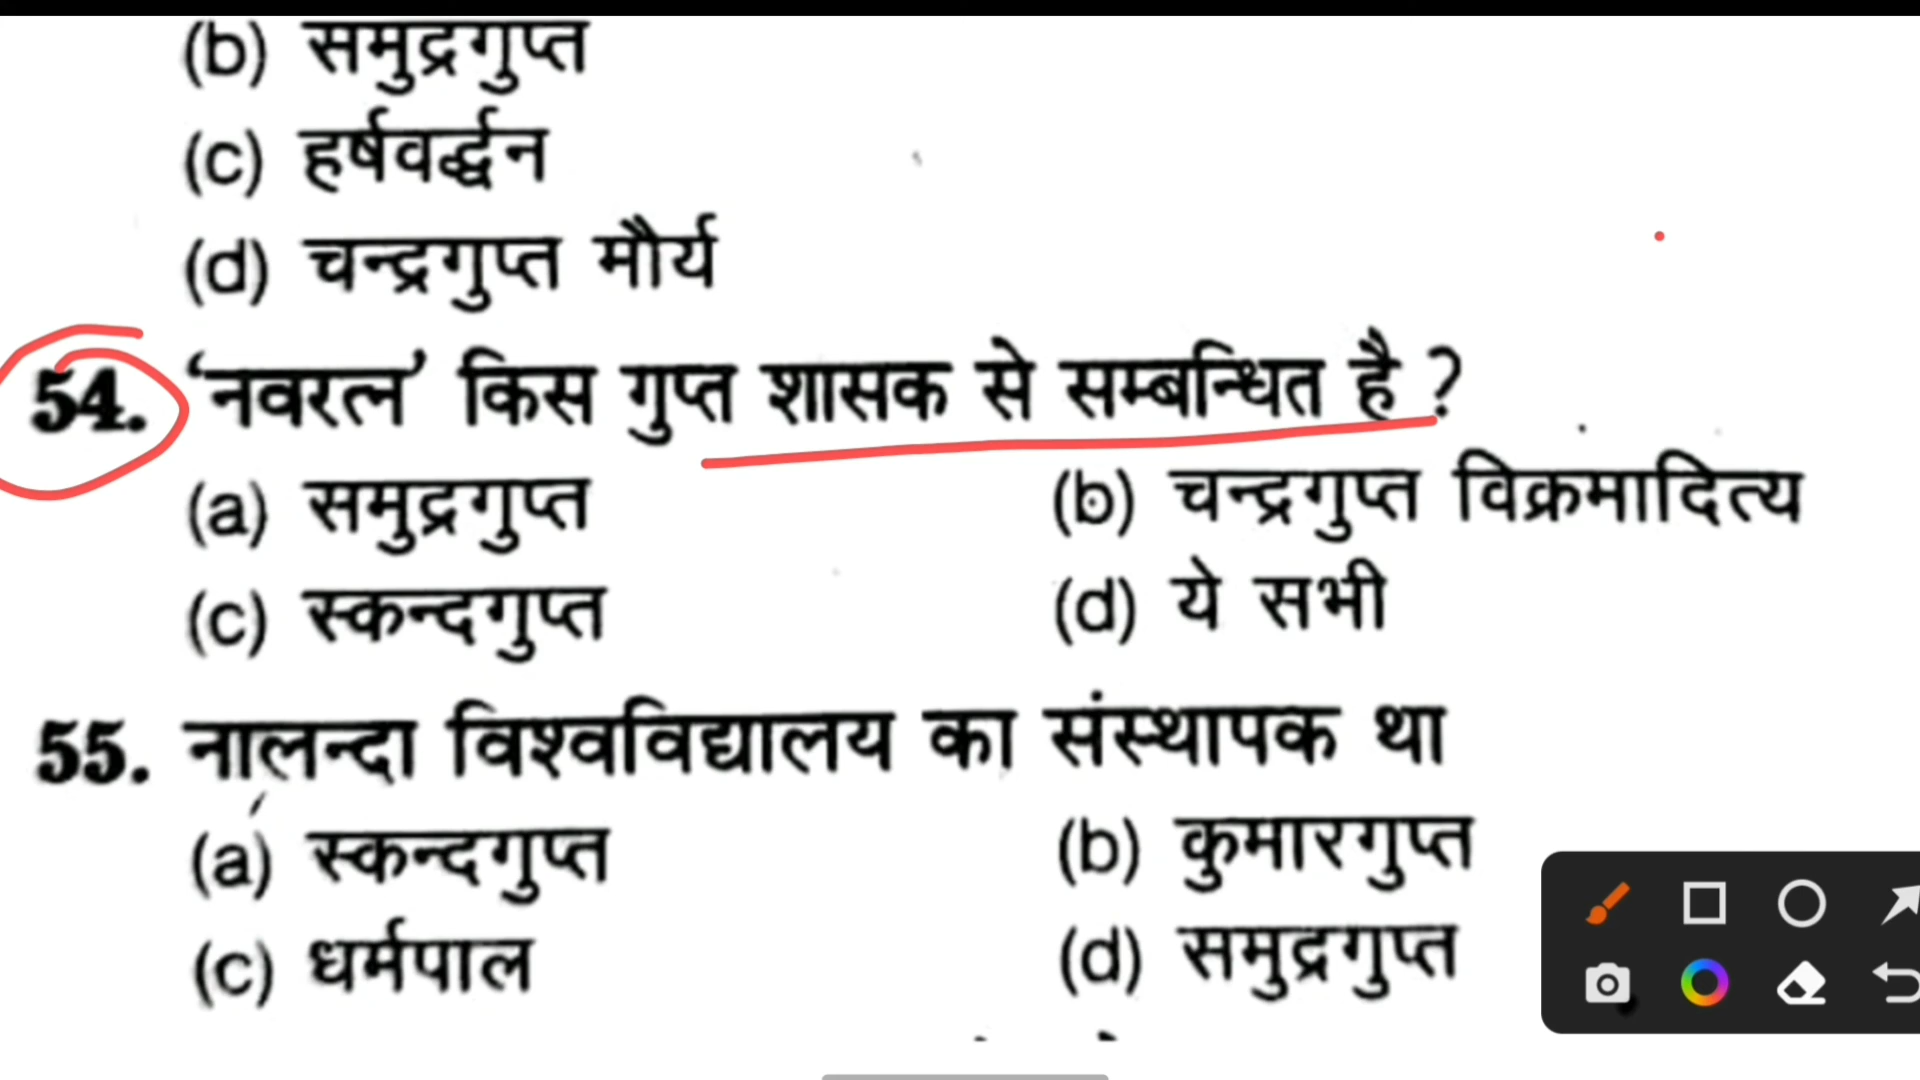 (b) समुद्रगुप्त
(c) हर्षवर्द्धन
(d) चन्द्रगुप्त मौर्य
54. ‘नवरत्न’ किस गुप्त शासक से सम्बन्धित है ?
(a) समुद्रगुप्त (b) चन्द्रगुप्त विक्रमादित्य
(c) स्कन्दगुप्त (d) ये सभी
55. नालन्दा विश्वविद्यालय का संस्थापक था
(a) स्कन्दगुप्त (b) कुमारगुप्त
(c) धर्मपाल (d) समुद्रगुप्त